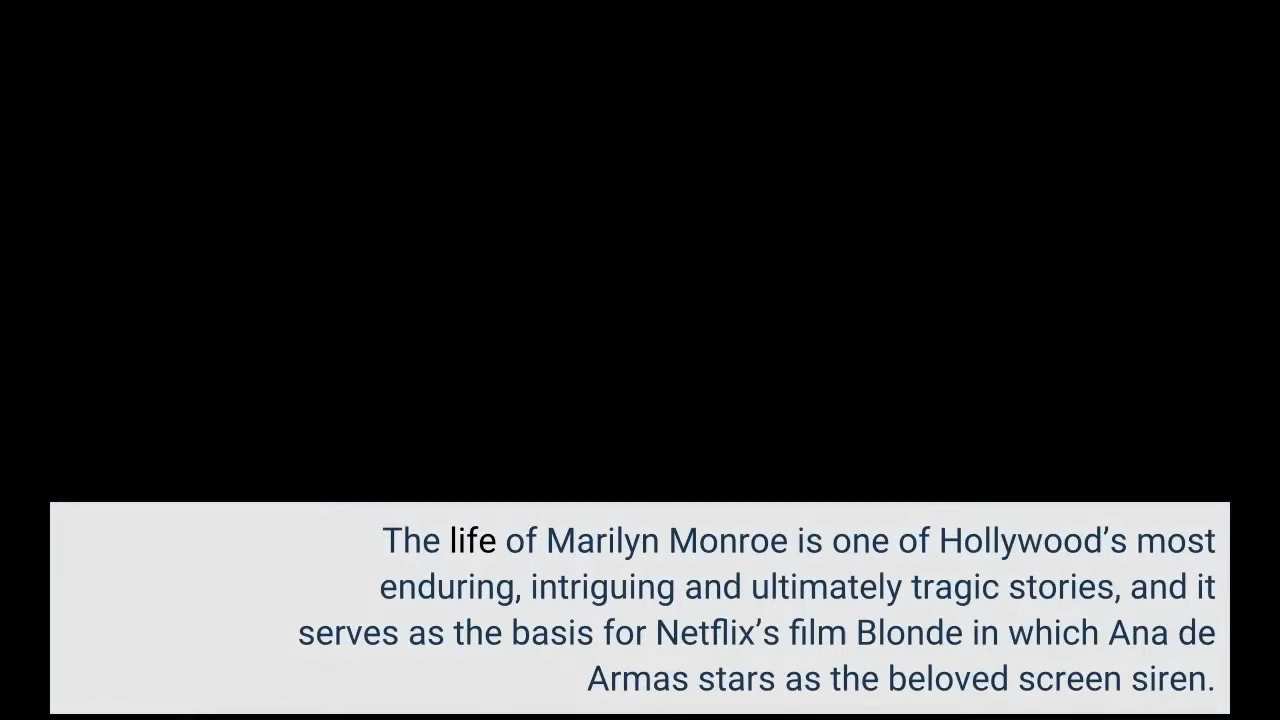 The life of Marilyn Monroe is one of Hollywood’s most
enduring, intriguing and ultimately tragic stories, and it
serves as the basis for Netflix’s film Blonde in which Ana de
Armas stars as the beloved screen siren.